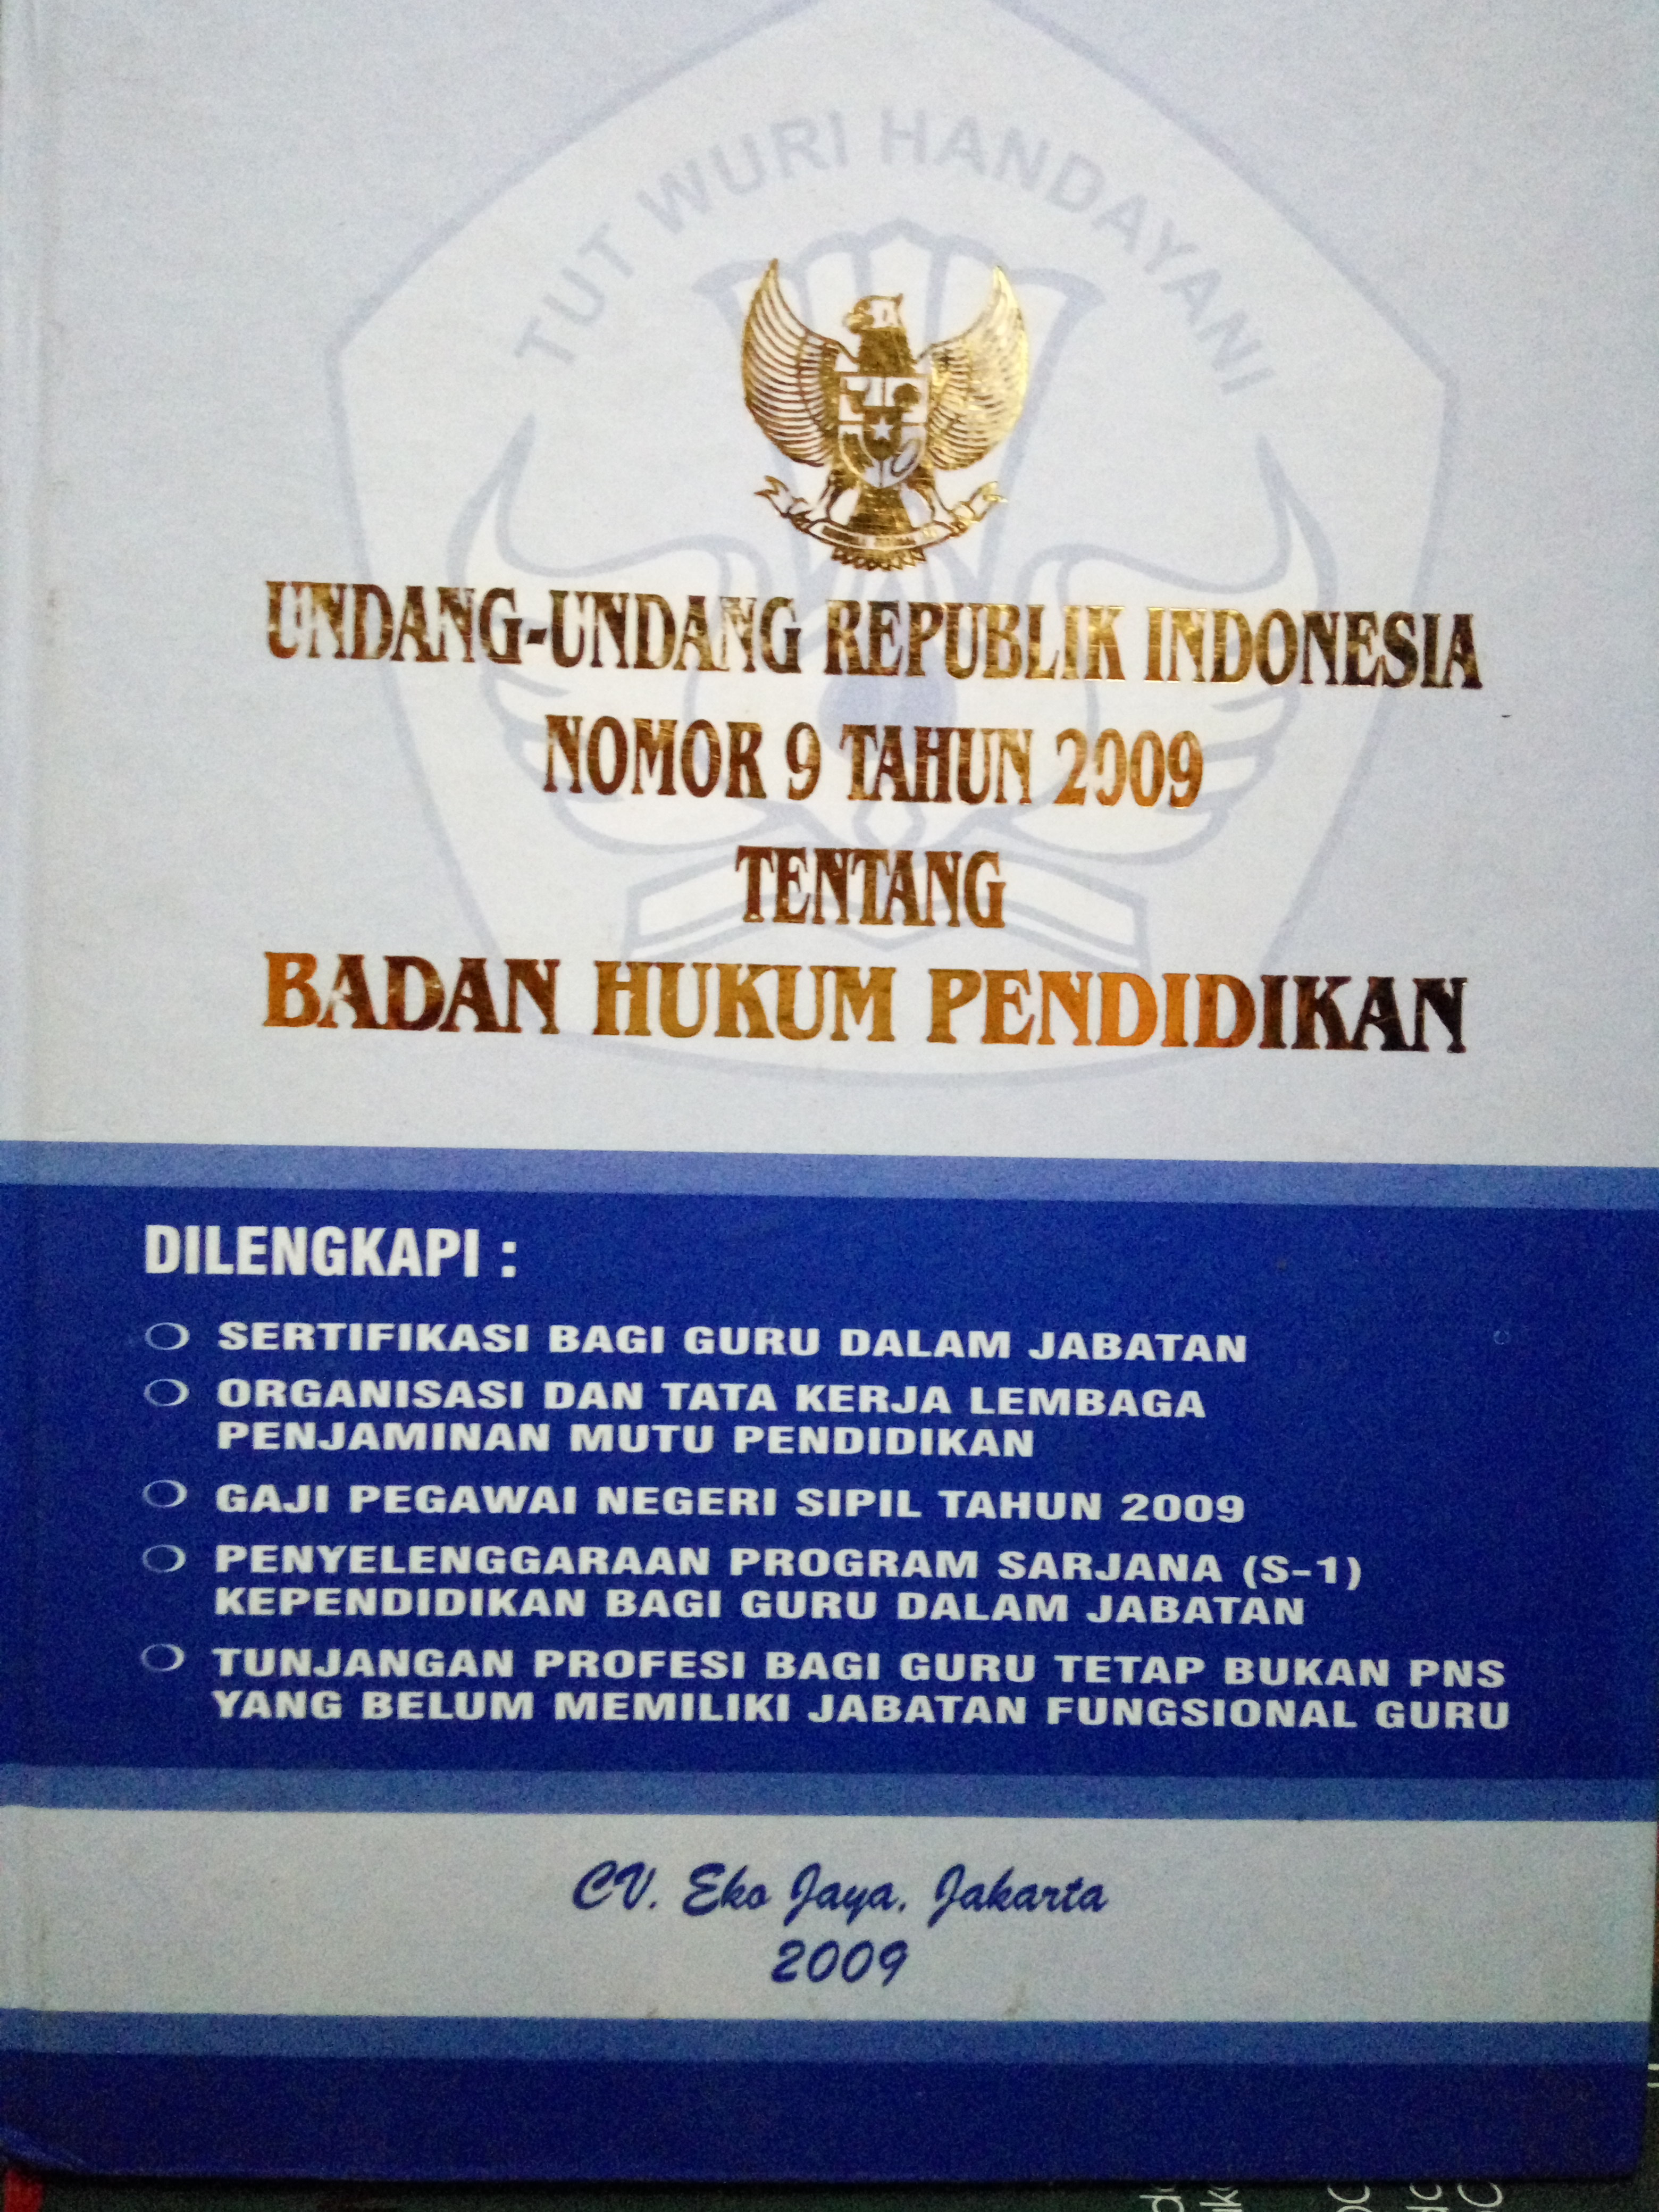 TUT WURI HANDAYANI
UNDANG-UNDANG REPUBLIK INDONESIA
NOMOR 9 TAHUN 2009
TENTANG
BADAN HUKUM PENDIDIKAN
DILENGKAPI :
SERTIFIKASI BAGI GURU DALAM JABATAN
ORGANISASI DAN TATA KERJA LEMBAGA
PENJAMINAN MUTU PENDIDIKAN
GAJI PEGAWAI NEGERI SIPIL TAHUN 2009
PENYELENGGARAAN PROGRAM SARJANA (S-1)
KEPENDIDIKAN BAGI GURU DALAM JABATAN
TUNJANGAN PROFESI BAGI GURU TETAP BUKAN PNS
YANG BELUM MEMILIKI JABATAN FUNGSIONAL GURU
CV. Eko Jaya, Jakarta
2009